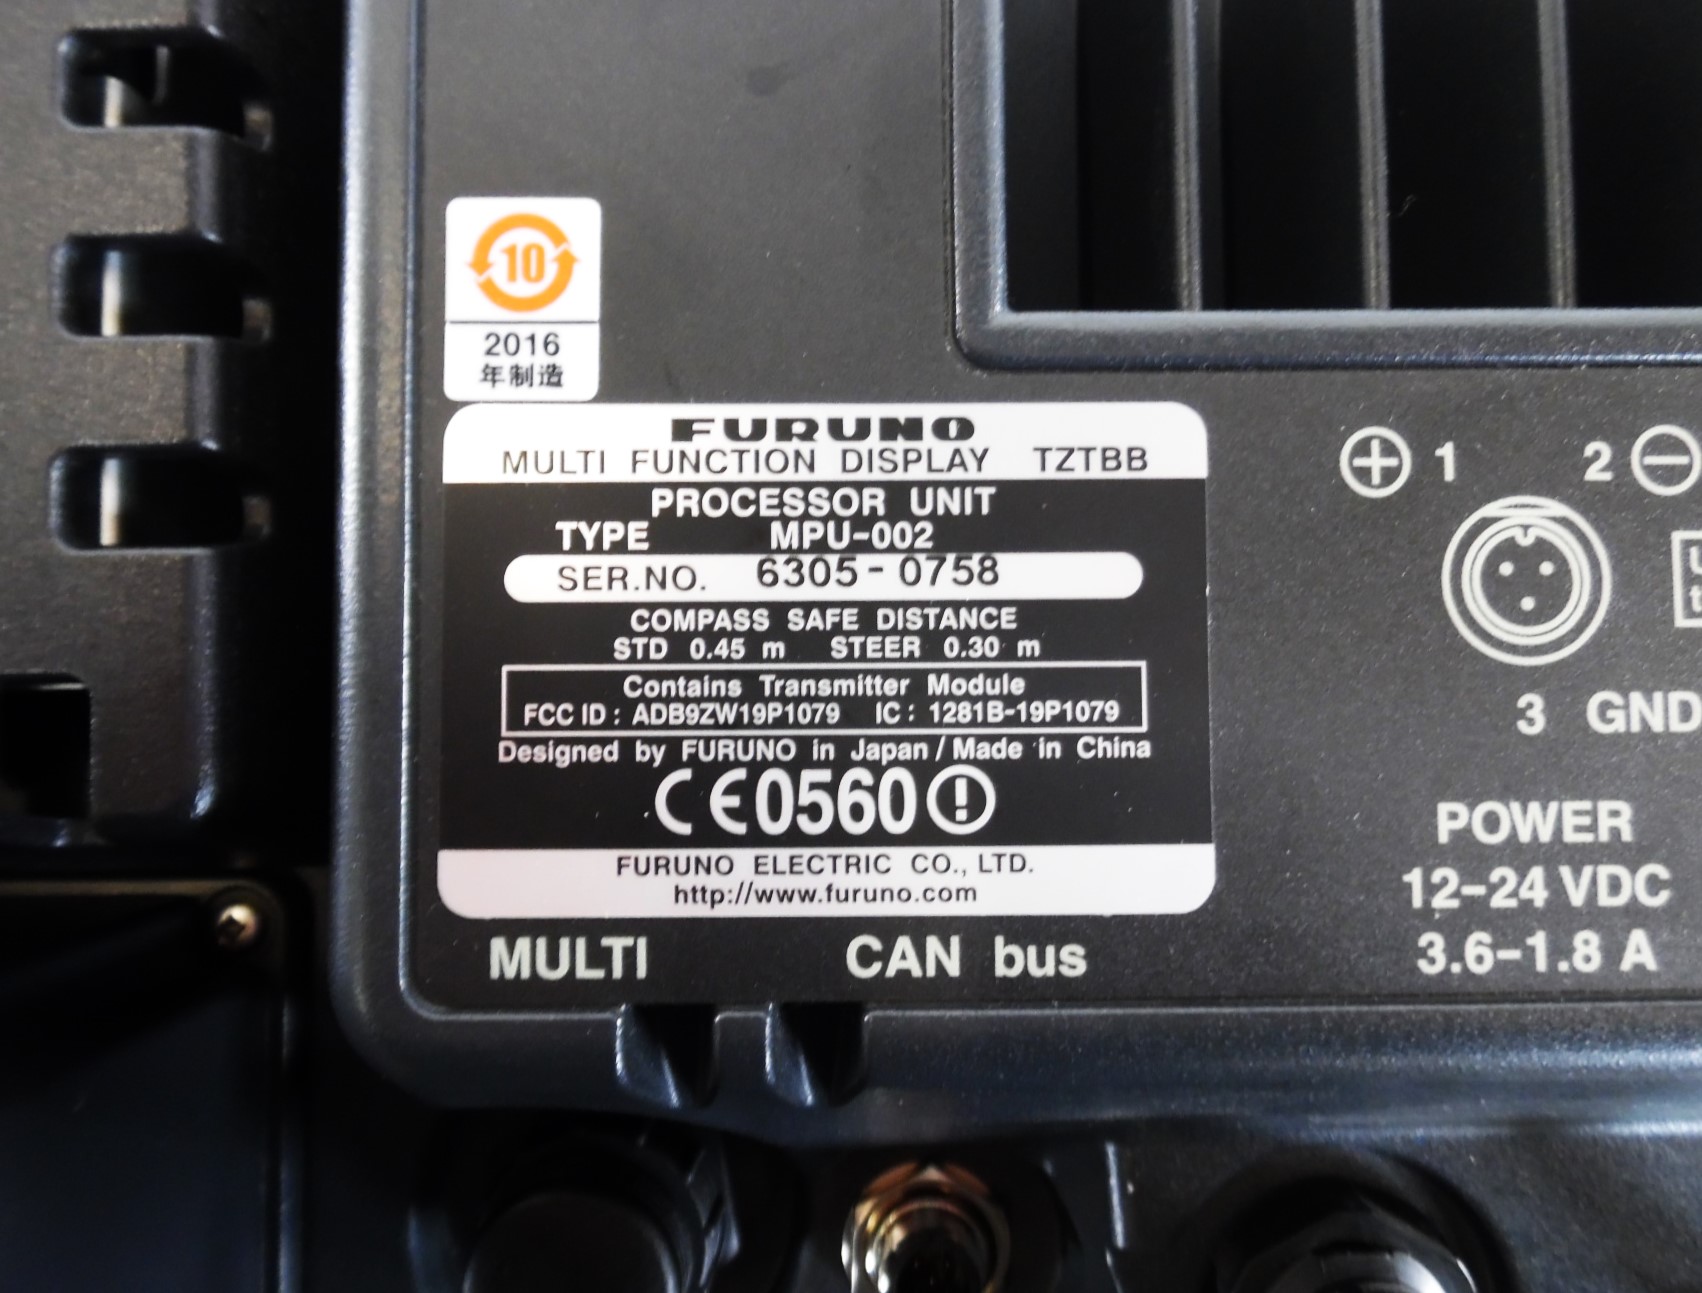 10
2016
年制造
FURUNO
MULTI FUNCTION DISPLAY TZTBB
PROCESSOR UNIT
TYPE MPU-002
SER.NO. 6305-0758
COMPASS SAFE DISTANCE
STD 0.45 m STEER 0.30 m
Contains Transmitter Module
FCC ID : ADB9ZW19P1079 IC : 1281B-19P1079
Designed by FURUNO in Japan / Made in China
CE0560
FURUNO ELECTRIC CO., LTD.
http://www.furuno.com
MULTI CAN bus
+ 1 2 −
3 GND
POWER
12-24 VDC
3.6-1.8 A